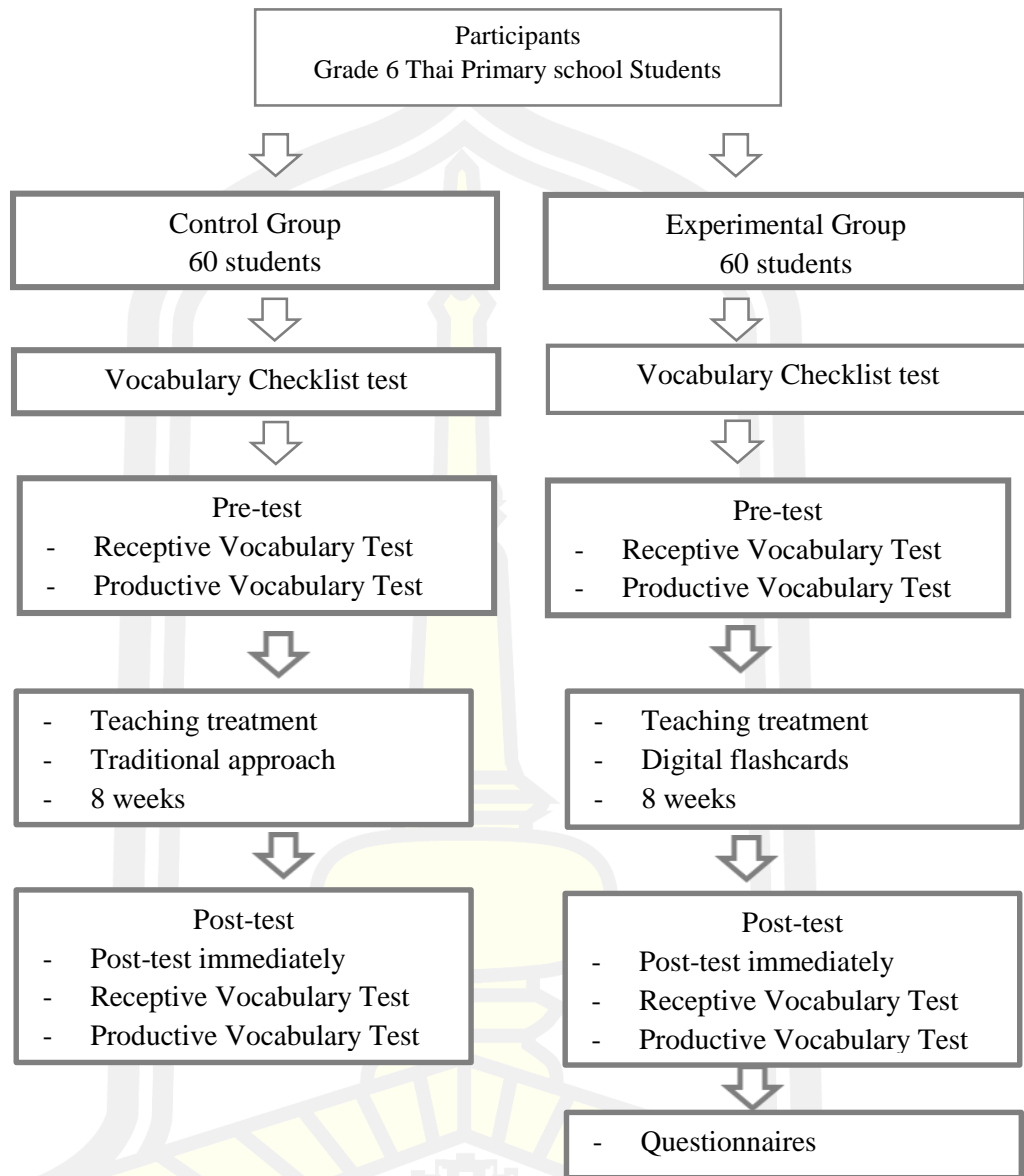 Participants
Grade 6 Thai Primary school Students
Control Group
60 students
Experimental Group
60 students
Vocabulary Checklist test
Vocabulary Checklist test
Pre-test
- Receptive Vocabulary Test
- Productive Vocabulary Test
Pre-test
- Receptive Vocabulary Test
- Productive Vocabulary Test
- Teaching treatment
- Traditional approach
- 8 weeks
- Teaching treatment
- Digital flashcards
- 8 weeks
Post-test
- Post-test immediately
- Receptive Vocabulary Test
- Productive Vocabulary Test
Post-test
- Post-test immediately
- Receptive Vocabulary Test
- Productive Vocabulary Test
- Questionnaires